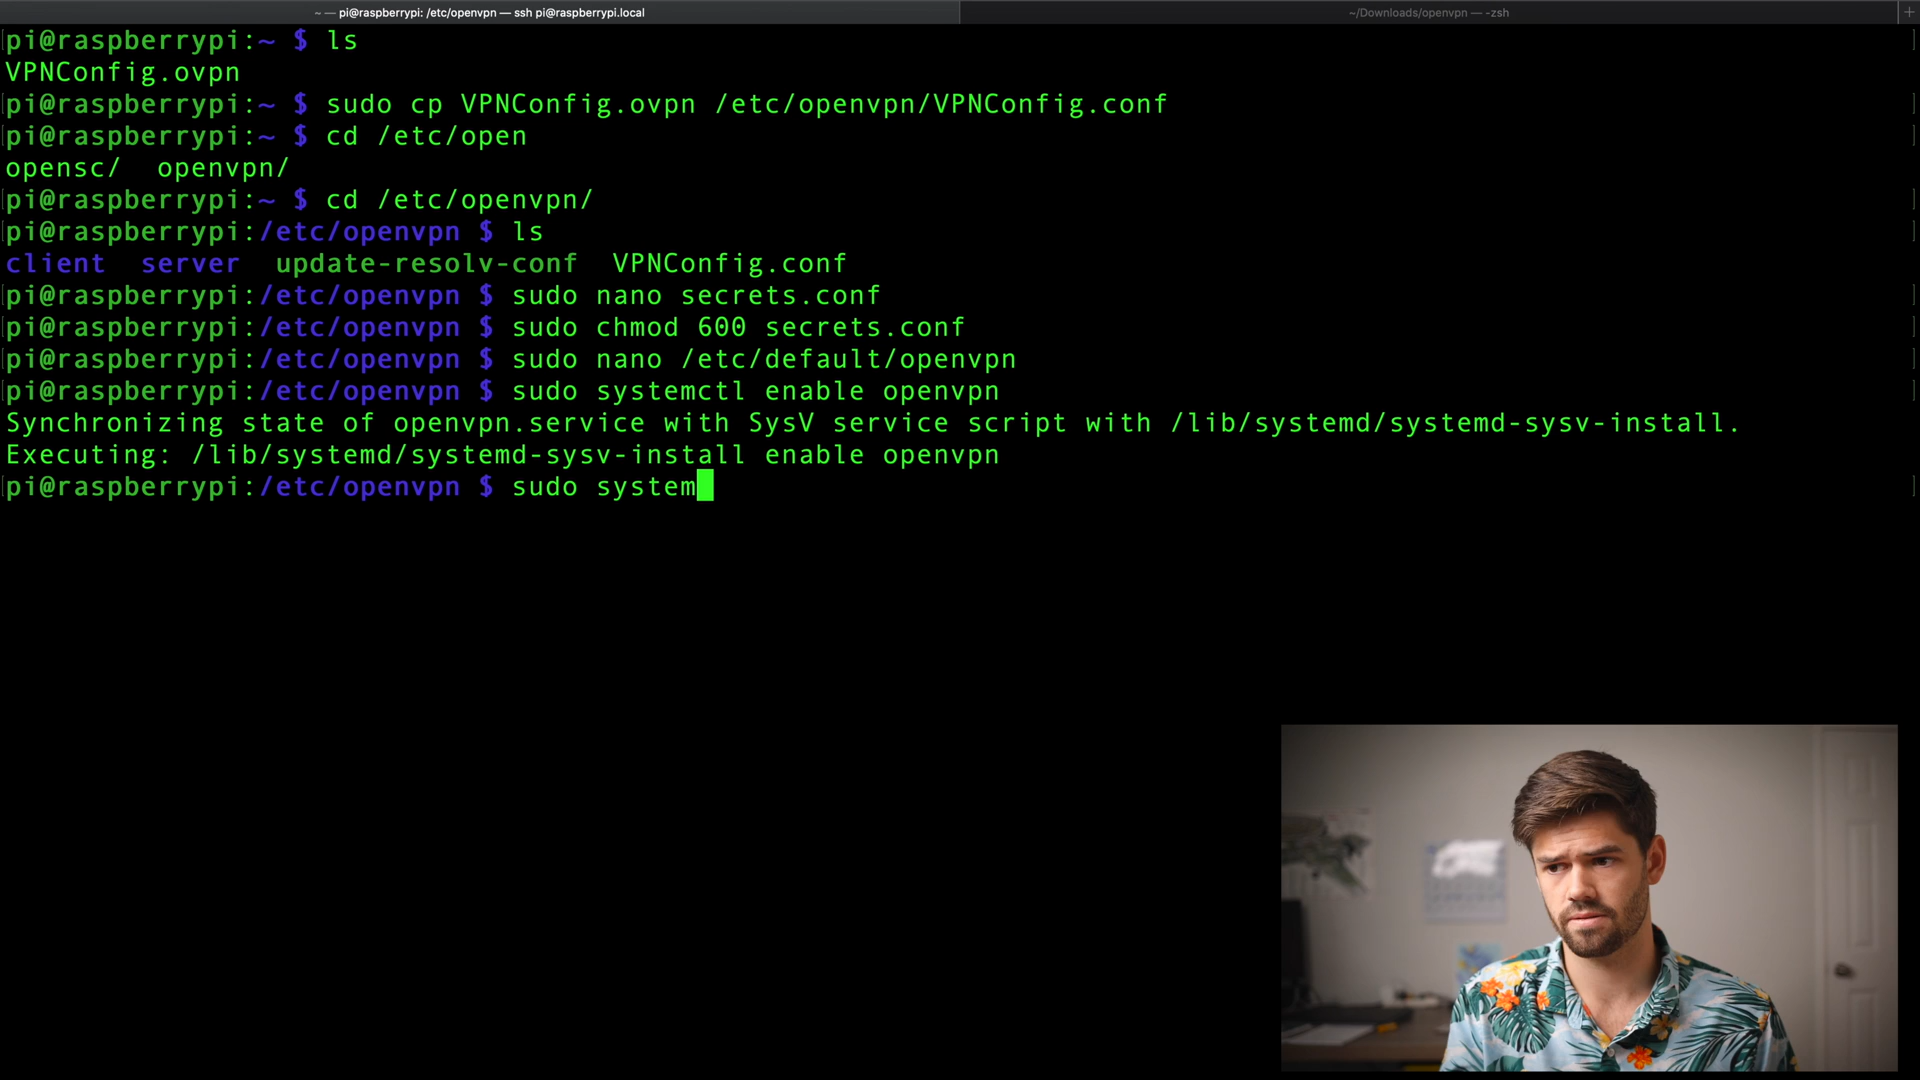 ~ — pi@raspberrypi: /etc/openvpn — ssh pi@raspberrypi.local
~/Downloads/openvpn — -zsh
+
pi@raspberrypi:~ $ ls
VPNConfig.ovpn
pi@raspberrypi:~ $ sudo cp VPNConfig.ovpn /etc/openvpn/VPNConfig.conf
pi@raspberrypi:~ $ cd /etc/open
opensc/  openvpn/
pi@raspberrypi:~ $ cd /etc/openvpn/
pi@raspberrypi:/etc/openvpn $ ls
client  server  update-resolv-conf  VPNConfig.conf
pi@raspberrypi:/etc/openvpn $ sudo nano secrets.conf
pi@raspberrypi:/etc/openvpn $ sudo chmod 600 secrets.conf
pi@raspberrypi:/etc/openvpn $ sudo nano /etc/default/openvpn
pi@raspberrypi:/etc/openvpn $ sudo systemctl enable openvpn
Synchronizing state of openvpn.service with SysV service script with /lib/systemd/systemd-sysv-install.
Executing: /lib/systemd/systemd-sysv-install enable openvpn
pi@raspberrypi:/etc/openvpn $ sudo system